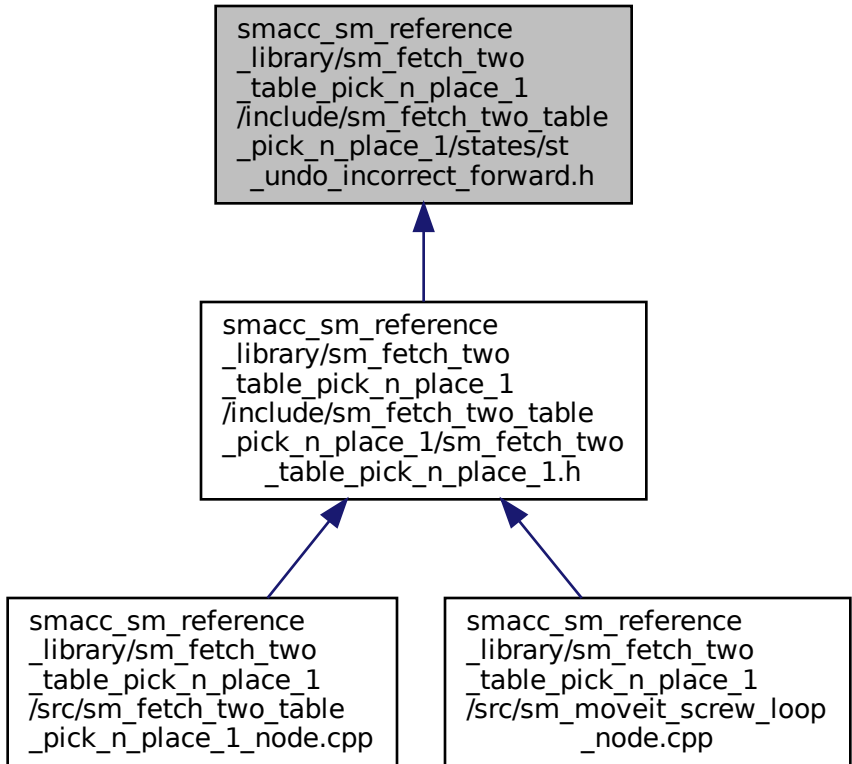 smacc_sm_reference
_library/sm_fetch_two
_table_pick_n_place_1
/include/sm_fetch_two_table
_pick_n_place_1/states/st
_undo_incorrect_forward.h
smacc_sm_reference
_library/sm_fetch_two
_table_pick_n_place_1
/include/sm_fetch_two_table
_pick_n_place_1/sm_fetch_two
_table_pick_n_place_1.h
smacc_sm_reference
_library/sm_fetch_two
_table_pick_n_place_1
/src/sm_fetch_two_table
_pick_n_place_1_node.cpp
smacc_sm_reference
_library/sm_fetch_two
_table_pick_n_place_1
/src/sm_moveit_screw_loop
_node.cpp